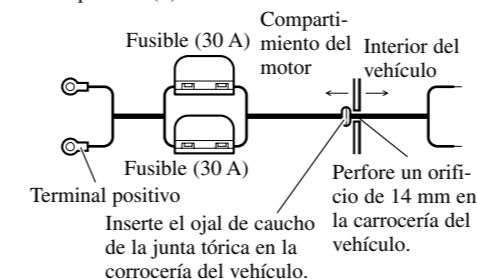 Comparti-
miento del
motor
Fusible (30 A)
Interior del
vehículo
Fusible (30 A)
Terminal positivo
Perfore un orifi-
cio de 14 mm en
la carrocería del
vehículo.
Inserte el ojal de caucho
de la junta tórica en la
corrocería del vehículo.